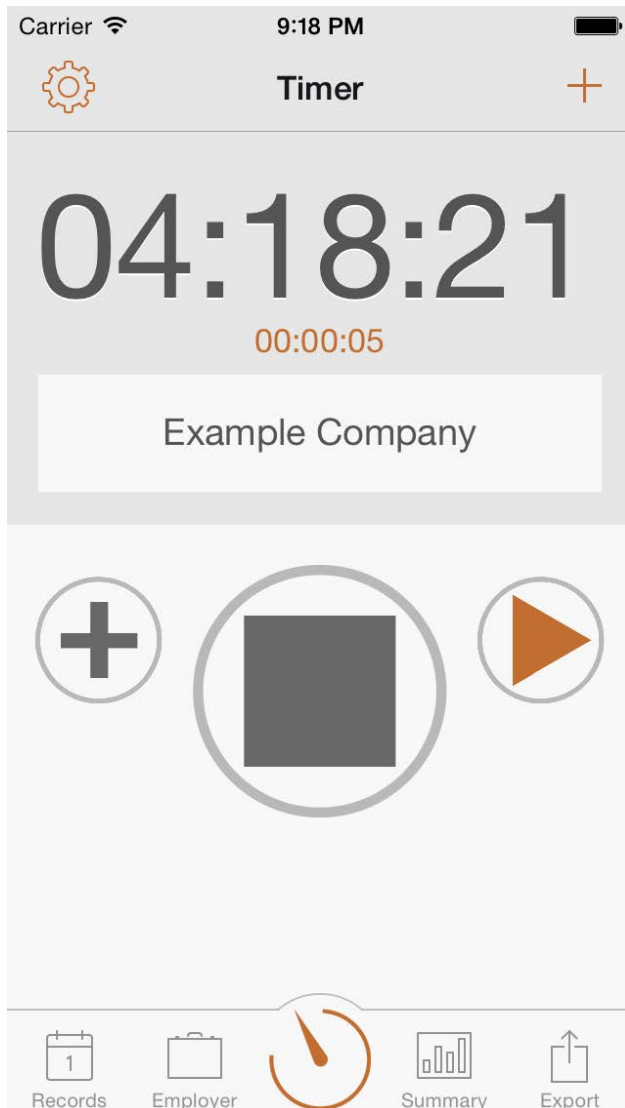 Carrier 9:18 PM
Timer
04:18:21
00:00:05
Example Company
1
Records Employer Summary Export